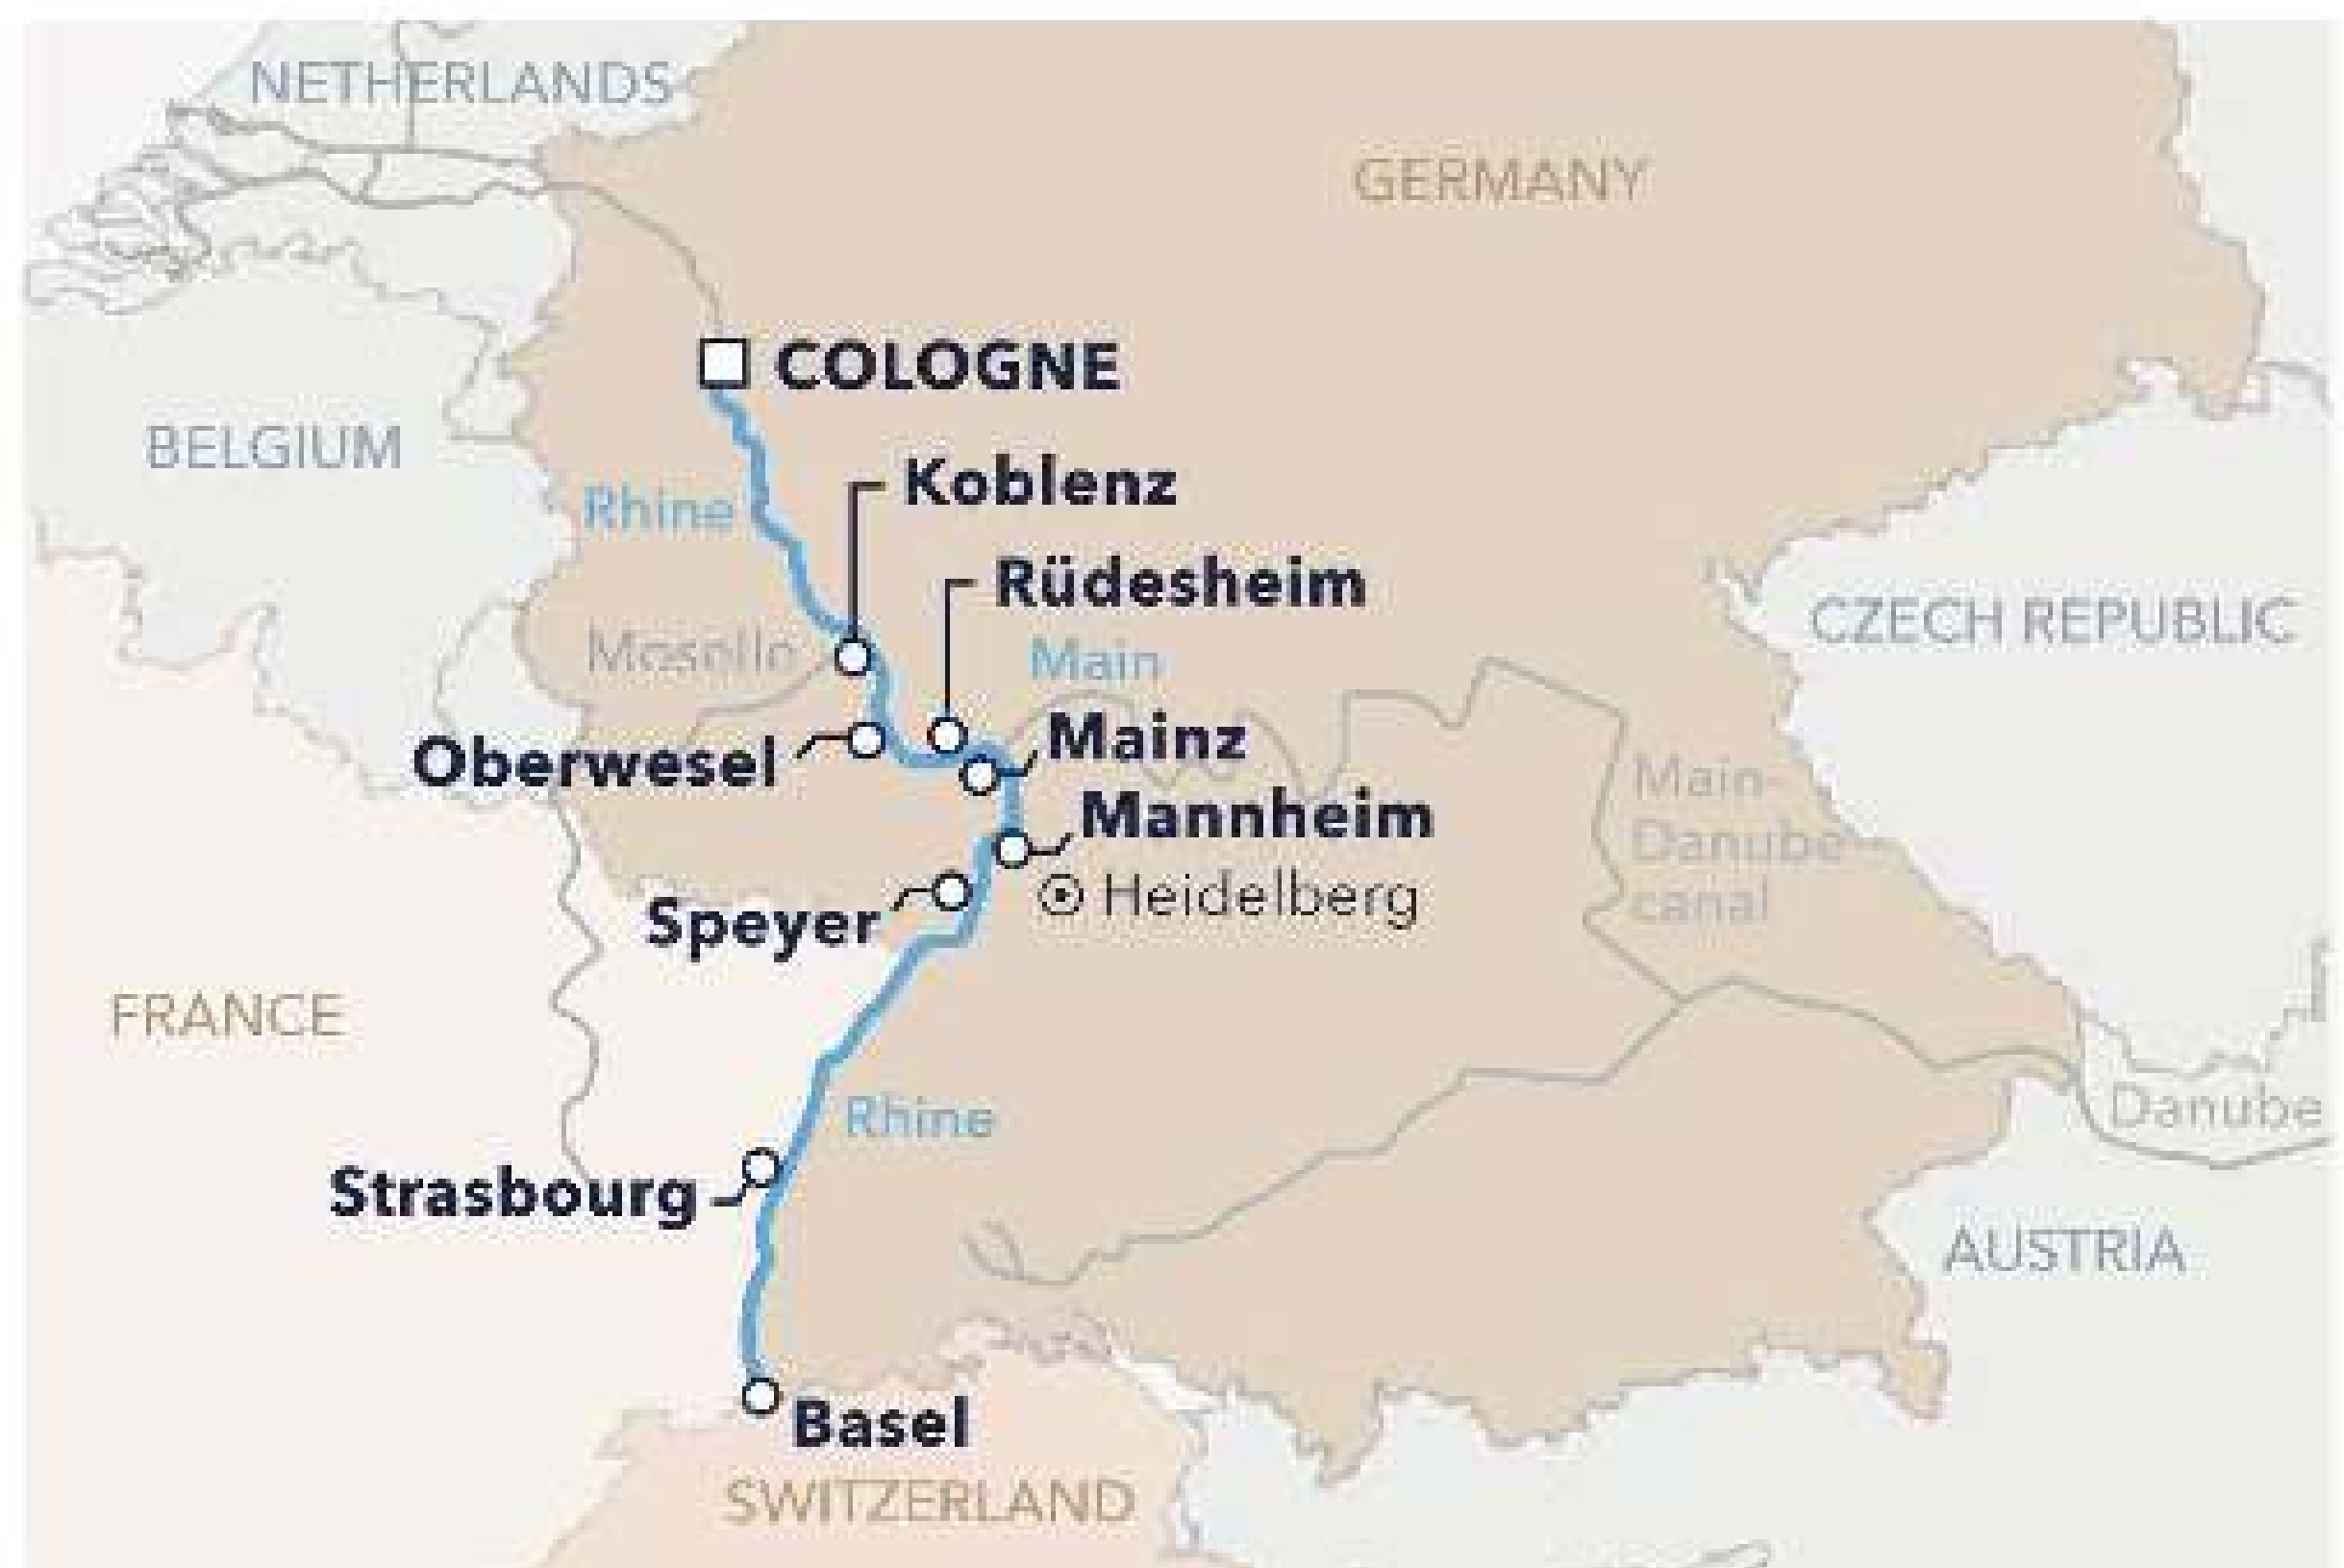 NETHERLANDS
GERMANY
COLOGNE
BELGIUM
Koblenz
Rhine
Rüdesheim
CZECH REPUBLIC
Moselle
Main
Oberwesel
Mainz
Main-
Danube
canal
Mannheim
Heidelberg
Speyer
FRANCE
Rhine
Danube
Strasbourg
AUSTRIA
Basel
SWITZERLAND